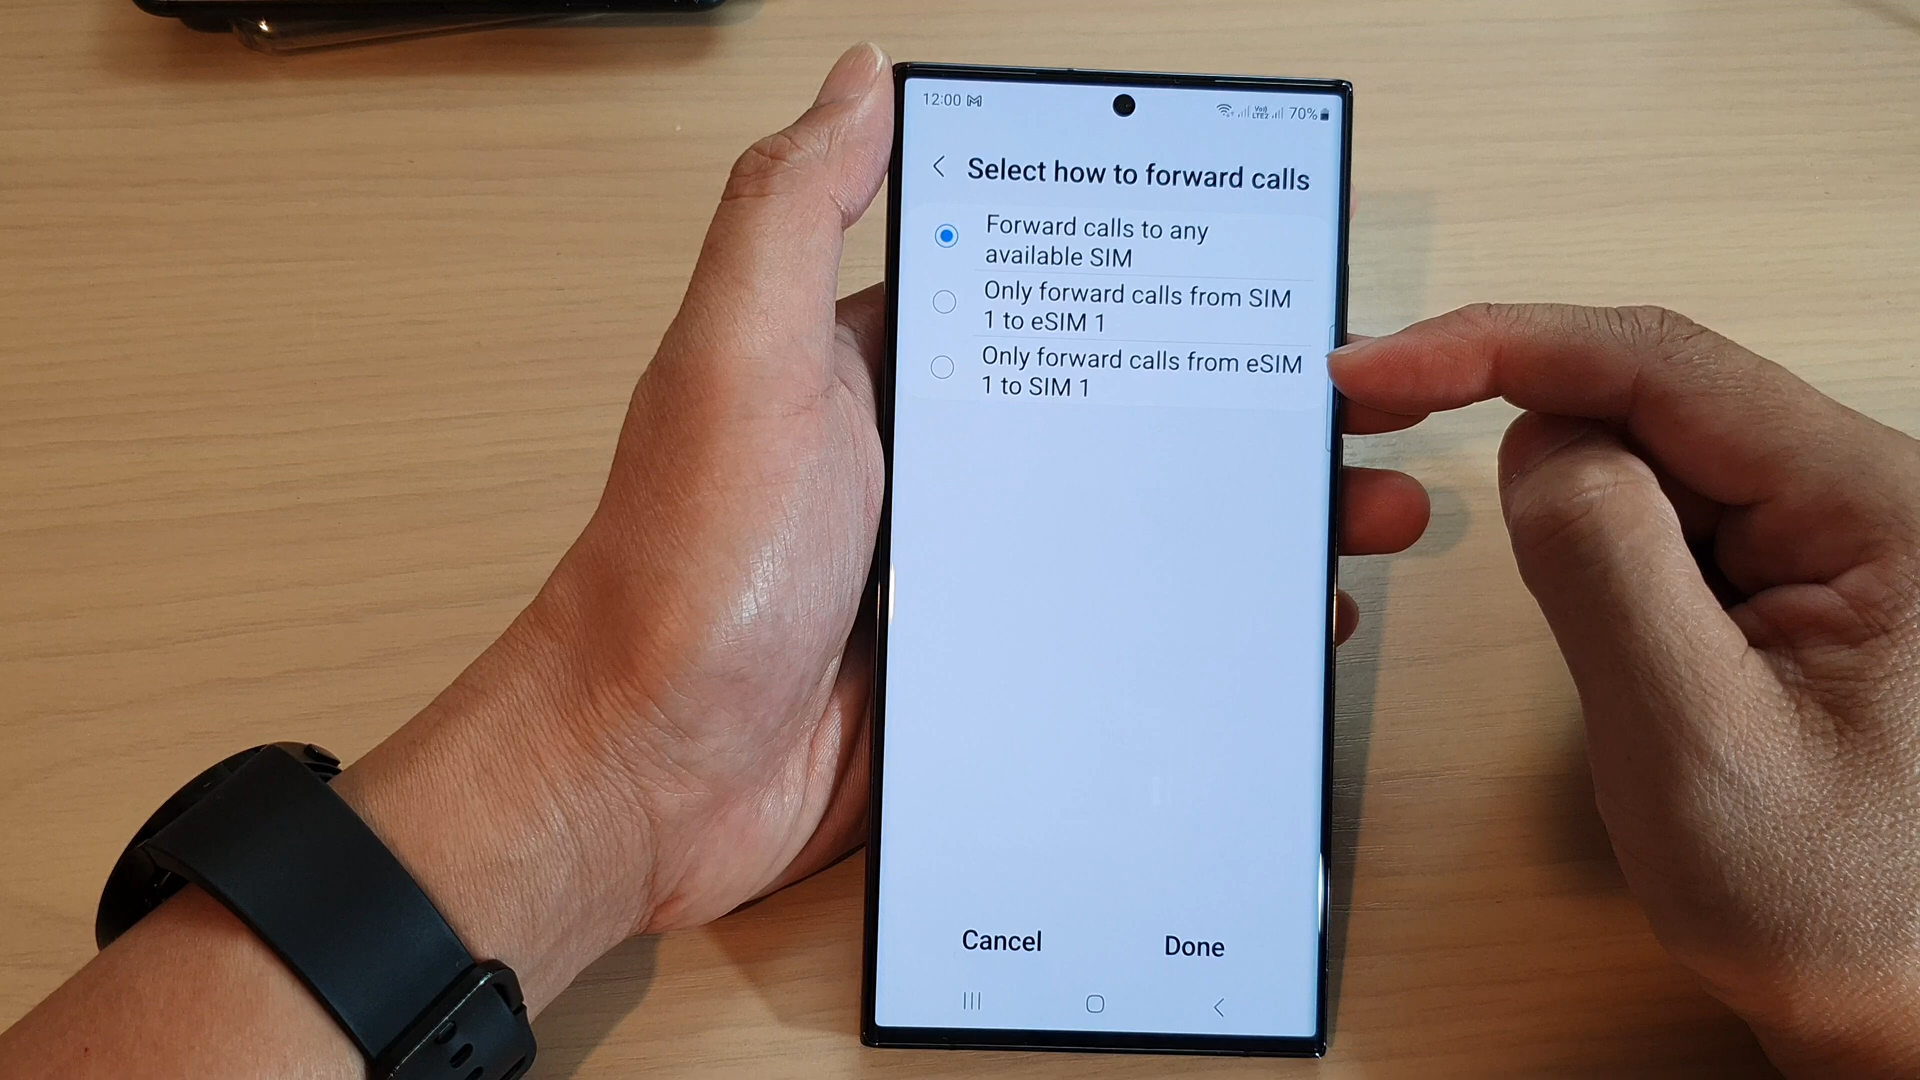 12:00
70%
Select how to forward calls
Forward calls to any
available SIM
Only forward calls from SIM
1 to eSIM 1
Only forward calls from eSIM
1 to SIM 1
Cancel
Done